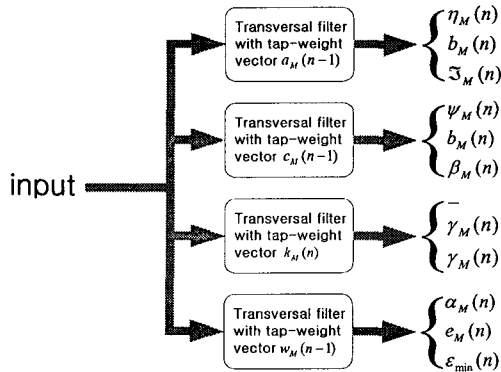 Transversal filter
with tap-weight
vector a_M(n−1)
η_M(n)
b_M(n)
ℑ_M(n)
Transversal filter
with tap-weight
vector c_M(n−1)
ψ_M(n)
b_M(n)
β_M(n)
input
Transversal filter
with tap-weight
vector k_M(n)
γ̅_M(n)
γ_M(n)
Transversal filter
with tap-weight
vector w_M(n−1)
α_M(n)
e_M(n)
ε_min(n)